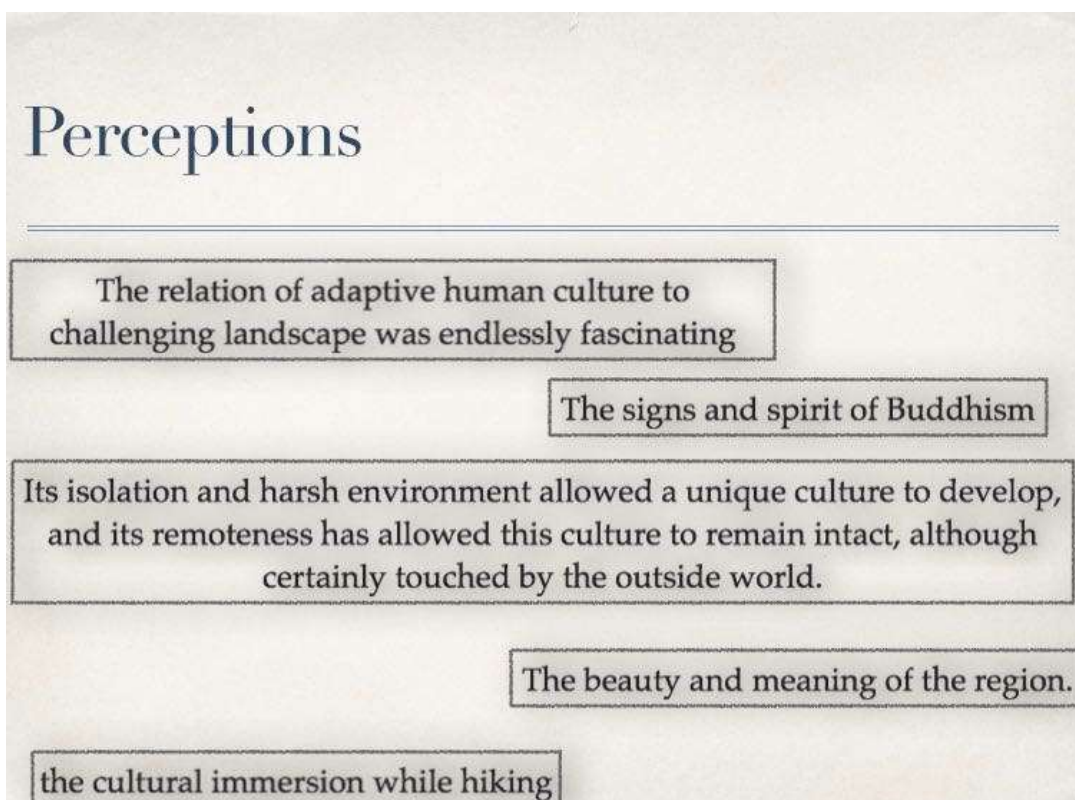 Perceptions
The relation of adaptive human culture to
challenging landscape was endlessly fascinating
The signs and spirit of Buddhism
Its isolation and harsh environment allowed a unique culture to develop,
and its remoteness has allowed this culture to remain intact, although
certainly touched by the outside world.
The beauty and meaning of the region.
the cultural immersion while hiking